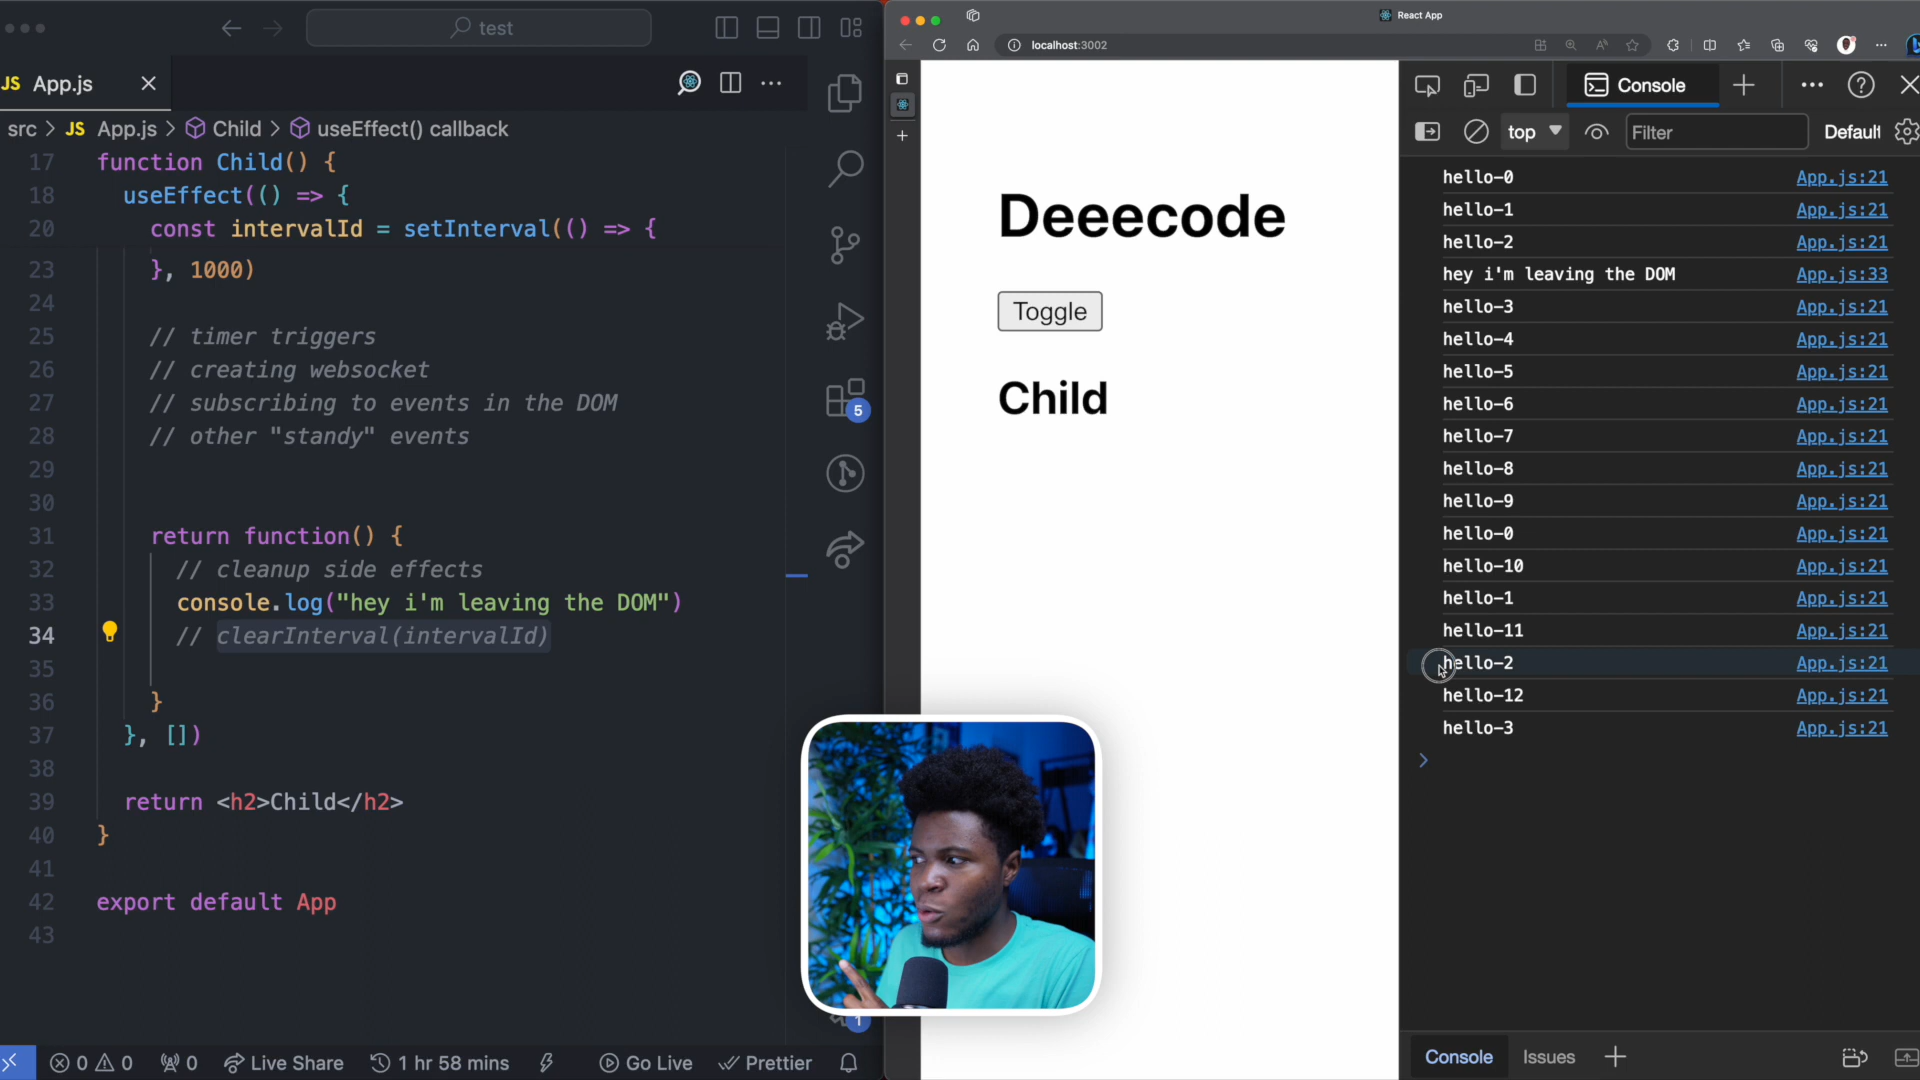 test
JS App.js
src > JS App.js > Child > useEffect() callback
17 function Child() {
18 useEffect(() => {
20 const intervalId = setInterval(() => {
23 }, 1000)
24
25 // timer triggers
26 // creating websocket
27 // subscribing to events in the DOM
28 // other "standy" events
29
30
31 return function() {
32 // cleanup side effects
33 console.log("hey i'm leaving the DOM")
34 // clearInterval(intervalId)
35
36 }
37 }, [])
38
39 return <h2>Child</h2>
40 }
41
42 export default App
43
5
1
0 0 0 Live Share 1 hr 58 mins Go Live Prettier
React App
localhost:3002
Deeecode
Toggle
Child
Console
top Filter Default
hello-0 App.js:21
hello-1 App.js:21
hello-2 App.js:21
hey i'm leaving the DOM App.js:33
hello-3 App.js:21
hello-4 App.js:21
hello-5 App.js:21
hello-6 App.js:21
hello-7 App.js:21
hello-8 App.js:21
hello-9 App.js:21
hello-0 App.js:21
hello-10 App.js:21
hello-1 App.js:21
hello-11 App.js:21
hello-2 App.js:21
hello-12 App.js:21
hello-3 App.js:21
Console Issues